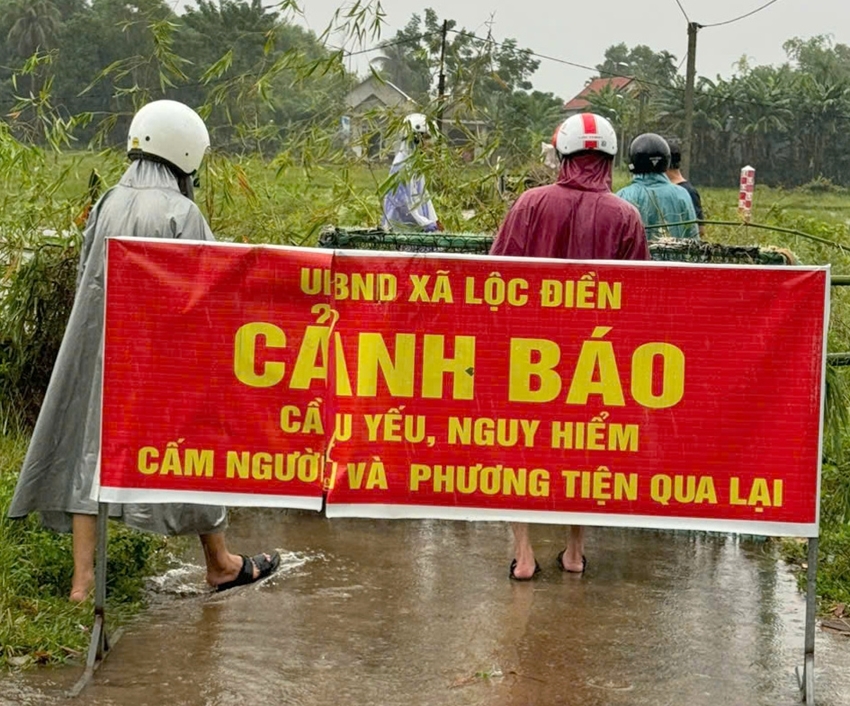 UBND XÃ LỘC ĐIỀN
CẢNH BÁO
CẦU YẾU, NGUY HIỂM
CẤM NGƯỜI VÀ PHƯƠNG TIỆN QUA LẠI